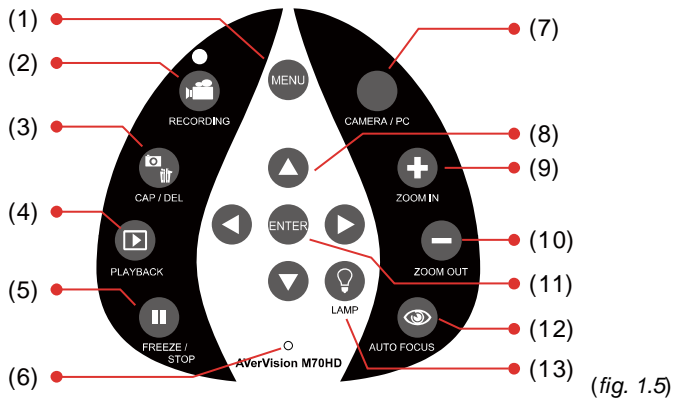 (1)
(2)
(3)
(4)
(5)
(6)
MENU
RECORDING
CAP / DEL
PLAYBACK
FREEZE /
STOP
ENTER
LAMP
AVerVision M70HD
CAMERA / PC
ZOOM IN
ZOOM OUT
AUTO FOCUS
(7)
(8)
(9)
(10)
(11)
(12)
(13)
(fig. 1.5)